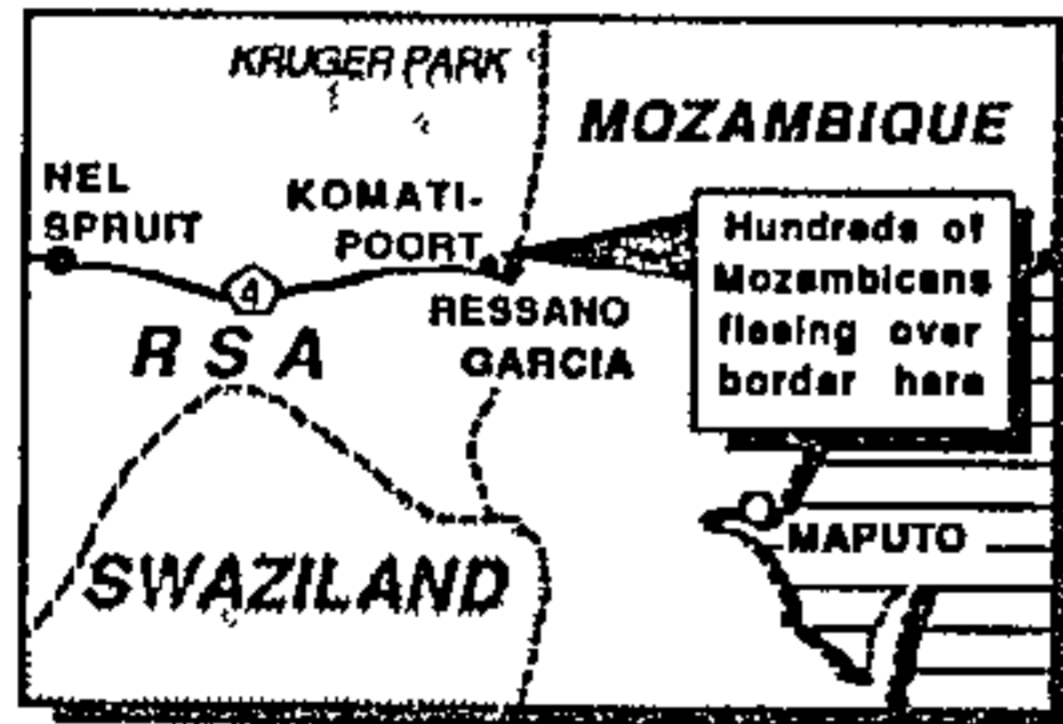 KRUGER PARK
MOZAMBIQUE
NEL
SPRUIT
KOMATI-
POORT
Hundreds of
Mozambicans
fleeing over
border here
4
RESSANO
GARCIA
RSA
SWAZILAND
MAPUTO